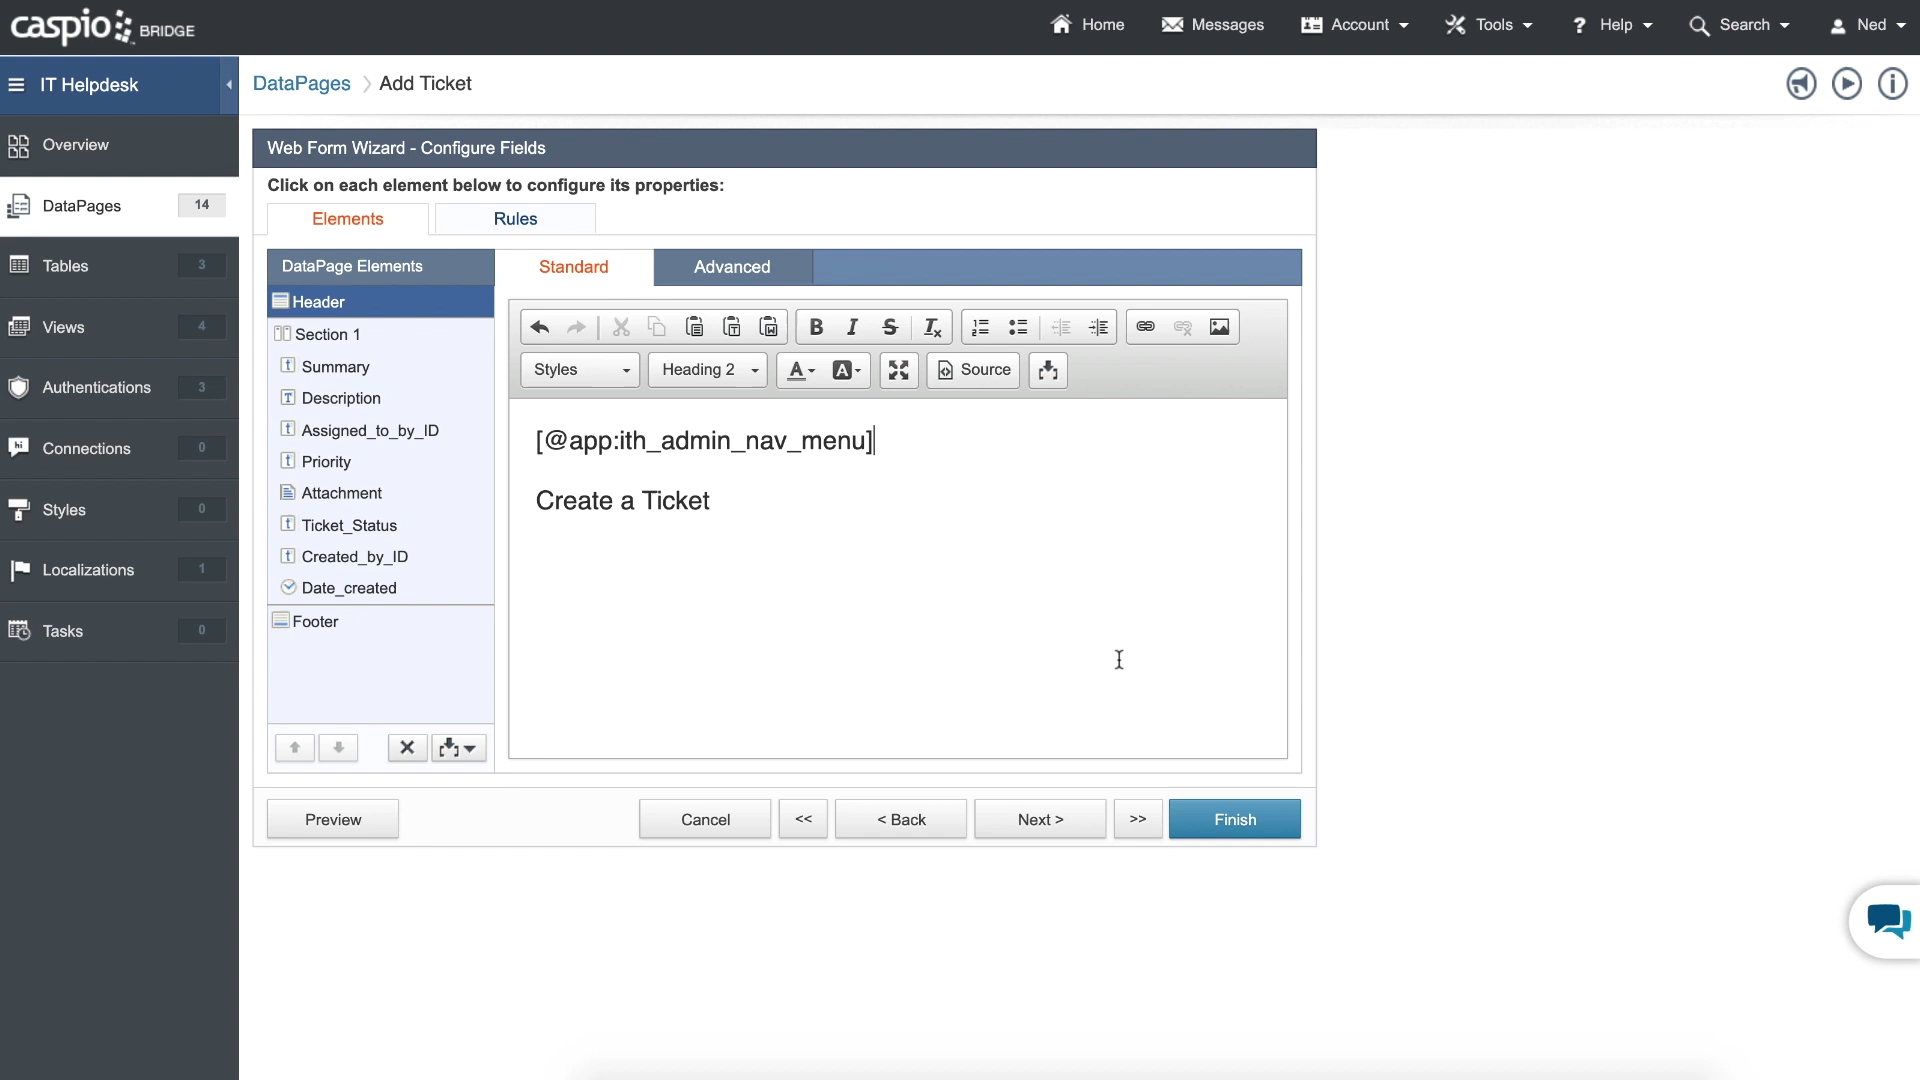 caspio BRIDGE
Home
Messages
Account
Tools
? Help
Search
Ned
IT Helpdesk
DataPages > Add Ticket
Overview
DataPages 14
Tables 3
Views 4
Authentications 3
Connections 0
Styles 0
Localizations 1
Tasks 0
Web Form Wizard - Configure Fields
Click on each element below to configure its properties:
Elements
Rules
DataPage Elements
Header
Section 1
Summary
Description
Assigned_to_by_ID
Priority
Attachment
Ticket_Status
Created_by_ID
Date_created
Footer
Standard
Advanced
Styles
Heading 2
Source
[@app:ith_admin_nav_menu]
Create a Ticket
Preview
Cancel
<<
< Back
Next >
>>
Finish